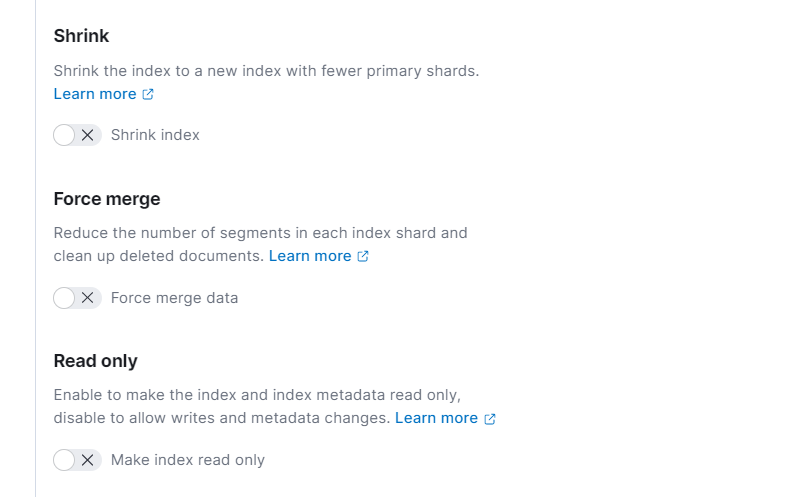 Shrink
Shrink the index to a new index with fewer primary shards.
Learn more
Shrink index
Force merge
Reduce the number of segments in each index shard and
clean up deleted documents. Learn more
Force merge data
Read only
Enable to make the index and index metadata read only,
disable to allow writes and metadata changes. Learn more
Make index read only